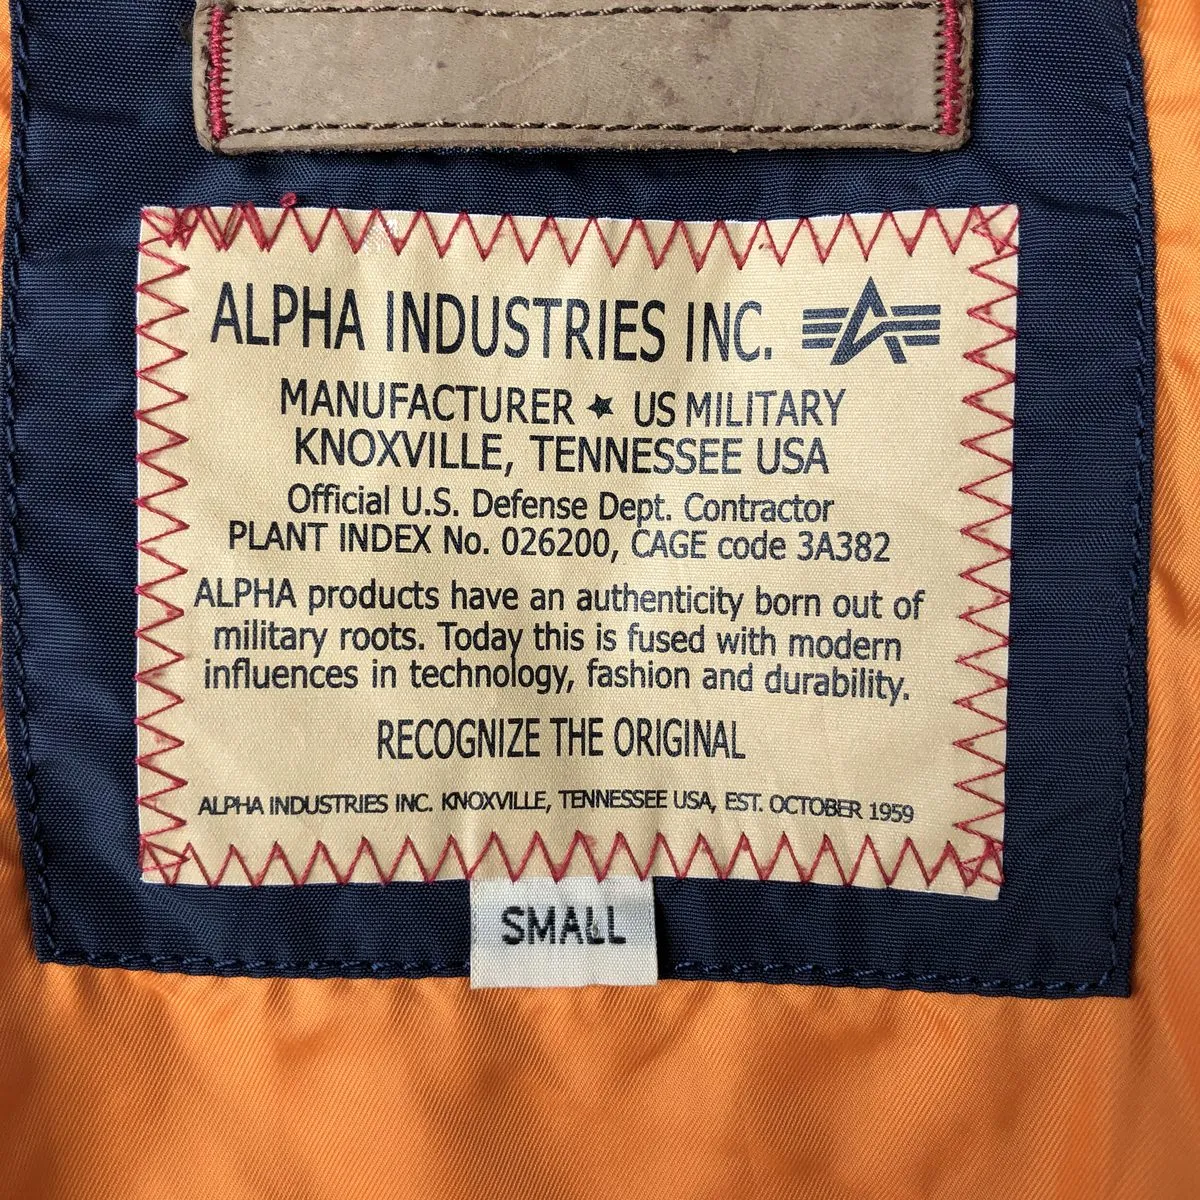 ALPHA INDUSTRIES INC.
MANUFACTURER ★ US MILITARY
KNOXVILLE, TENNESSEE USA
Official U.S. Defense Dept. Contractor
PLANT INDEX No. 026200, CAGE code 3A382
ALPHA products have an authenticity born out of
military roots. Today this is fused with modern
influences in technology, fashion and durability.
RECOGNIZE THE ORIGINAL
ALPHA INDUSTRIES INC. KNOXVILLE, TENNESSEE USA, EST. OCTOBER 1959
SMALL